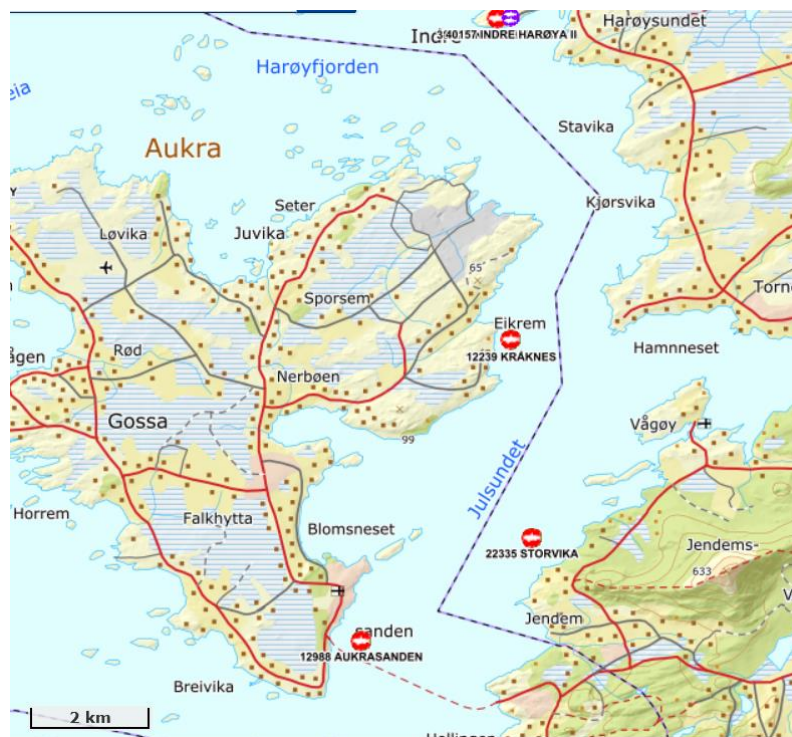 Harøysundet
Indre
INDRE HARØYA II
Harøyfjorden
eia
Stavika
Aukra
Seter
Kjørsvika
Løvika
Juvika
65
Sporsem
Eikrem
Rød
12239 KRÅKNES
Hamnneset
Nerbøen
Gossa
Vågøy
99
Julsundet
Horrem
Falkhytta
Blomsneset
22335 STORVIKA
Jendems-
633
sanden
Jendem
12988 AUKRASANDEN
Breivika
2 km